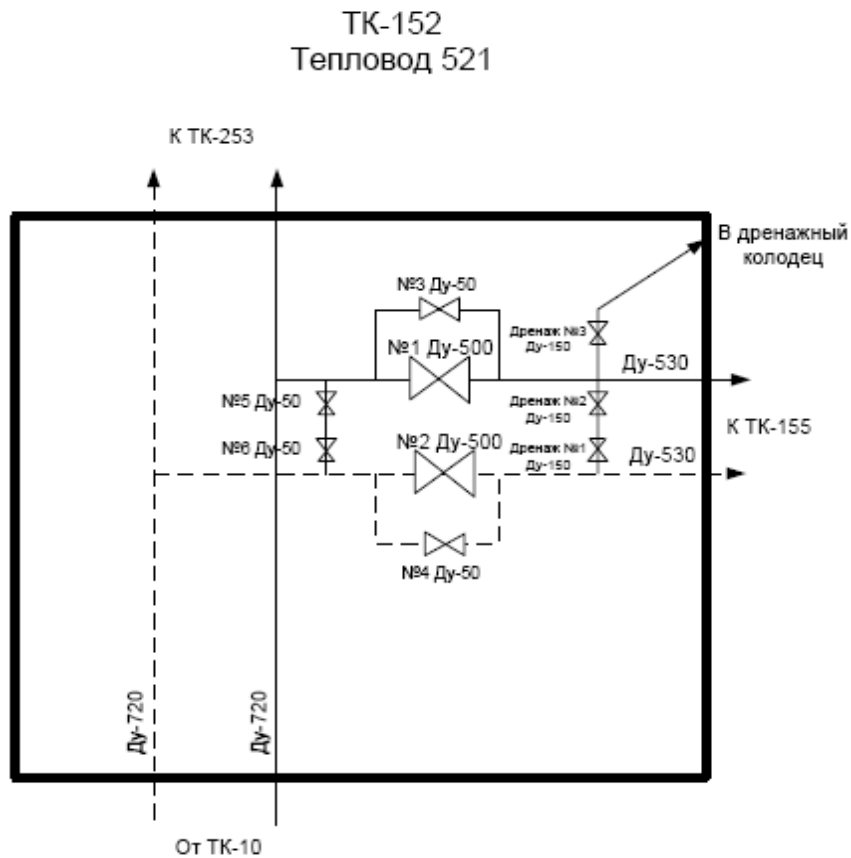 ТК-152
Тепловод 521
К ТК-253
В дренажный
колодец
№3 Ду-50
Дренаж №3
Ду-150
№1 Ду-500
Ду-530
№5 Ду-50
Дренаж №2
Ду-150
К ТК-155
№6 Ду-50
№2 Ду-500
Дренаж №1
Ду-150
Ду-530
№4 Ду-50
Ду-720
Ду-720
От ТК-10